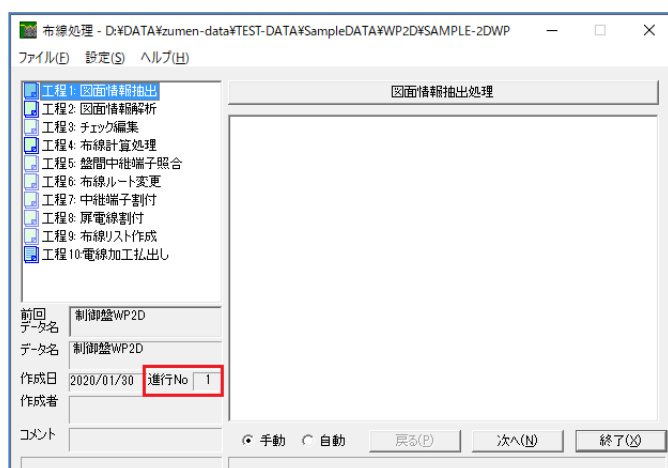 布線処理 - D:¥DATA¥zumen-data¥TEST-DATA¥SampleDATA¥WP2D¥SAMPLE-2DWP
ファイル(F) 設定(S) ヘルプ(H)
工程1: 図面情報抽出
工程2: 図面情報解析
工程3: チェック編集
工程4: 布線計算処理
工程5: 盤間中継端子照合
工程6: 布線ルート変更
工程7: 中継端子割付
工程8: 扉電線割付
工程9: 布線リスト作成
工程10:電線加工払出し
図面情報抽出処理
前回
データ名 制御盤WP2D
データ名 制御盤WP2D
作成日 2020/01/30 進行No 1
作成者
コメント
手動 自動 戻る(P) 次へ(N) 終了(X)